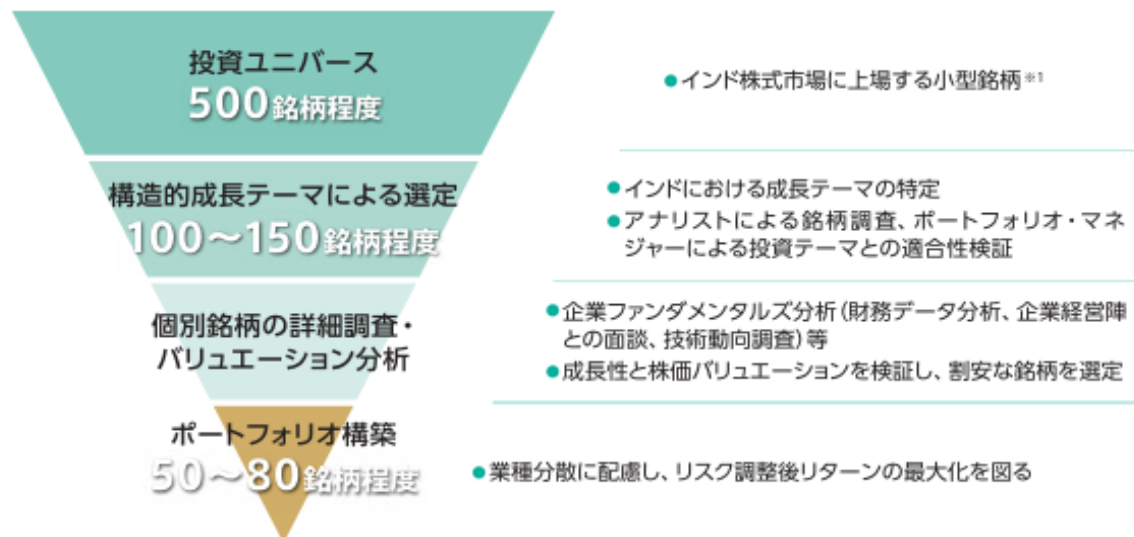 投資ユニバース
500銘柄程度
●インド株式市場に上場する小型銘柄※1
構造的成長テーマによる選定
100～150銘柄程度
●インドにおける成長テーマの特定
●アナリストによる銘柄調査、ポートフォリオ・マネ
ジャーによる投資テーマとの適合性検証
個別銘柄の詳細調査・
バリュエーション分析
●企業ファンダメンタルズ分析(財務データ分析、企業経営陣
との面談、技術動向調査)等
●成長性と株価バリュエーションを検証し、割安な銘柄を選定
ポートフォリオ構築
50～80銘柄程度
●業種分散に配慮し、リスク調整後リターンの最大化を図る